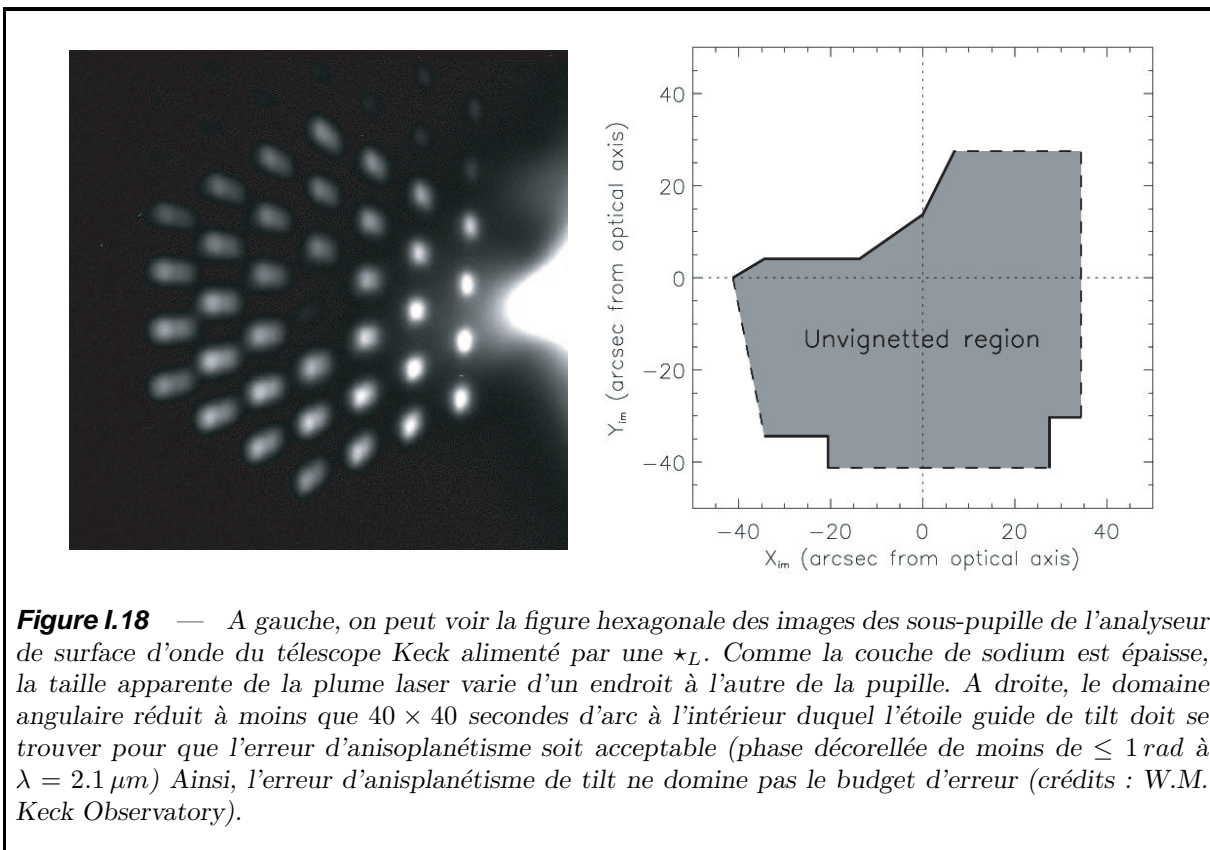 40
20
0
−20
−40
Y_im (arcsec from optical axis)
Unvignetted region
−40 −20 0 20 40
X_im (arcsec from optical axis)
Figure I.18 — A gauche, on peut voir la figure hexagonale des images des sous-pupille de l'analyseur
de surface d'onde du télescope Keck alimenté par une ⋆_L. Comme la couche de sodium est épaisse,
la taille apparente de la plume laser varie d'un endroit à l'autre de la pupille. A droite, le domaine
angulaire réduit à moins que 40 × 40 secondes d'arc à l'intérieur duquel l'étoile guide de tilt doit se
trouver pour que l'erreur d'anisoplanétisme soit acceptable (phase décorellée de moins de ≤ 1 rad à
λ = 2.1 μm) Ainsi, l'erreur d'anisplanétisme de tilt ne domine pas le budget d'erreur (crédits : W.M.
Keck Observatory).